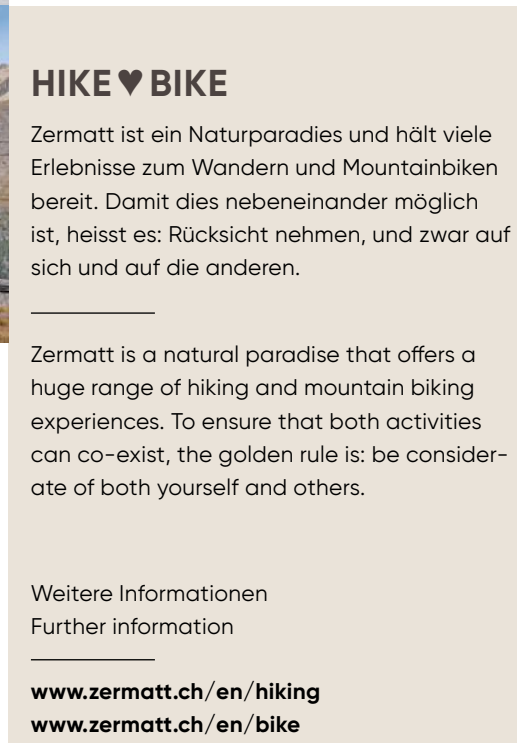 HIKE ♥ BIKE
Zermatt ist ein Naturparadies und hält viele
Erlebnisse zum Wandern und Mountainbiken
bereit. Damit dies nebeneinander möglich
ist, heisst es: Rücksicht nehmen, und zwar auf
sich und auf die anderen.
Zermatt is a natural paradise that offers a
huge range of hiking and mountain biking
experiences. To ensure that both activities
can co-exist, the golden rule is: be consider-
ate of both yourself and others.
Weitere Informationen
Further information
www.zermatt.ch/en/hiking
www.zermatt.ch/en/bike